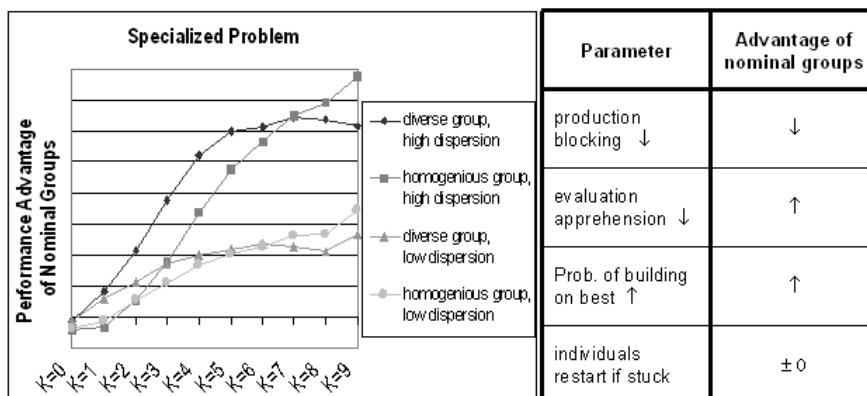 Specialized Problem
Performance Advantage
of Nominal Groups
K=0
K=1
K=2
K=3
K=4
K=5
K=6
K=7
K=8
K=9
diverse group,
high dispersion
homogenious group,
high dispersion
diverse group,
low dispersion
homogenious group,
low dispersion
Parameter
Advantage of
nominal groups
production
blocking ↓
↓
evaluation
apprehension ↓
↑
Prob. of building
on best ↑
↑
individuals
restart if stuck
± 0